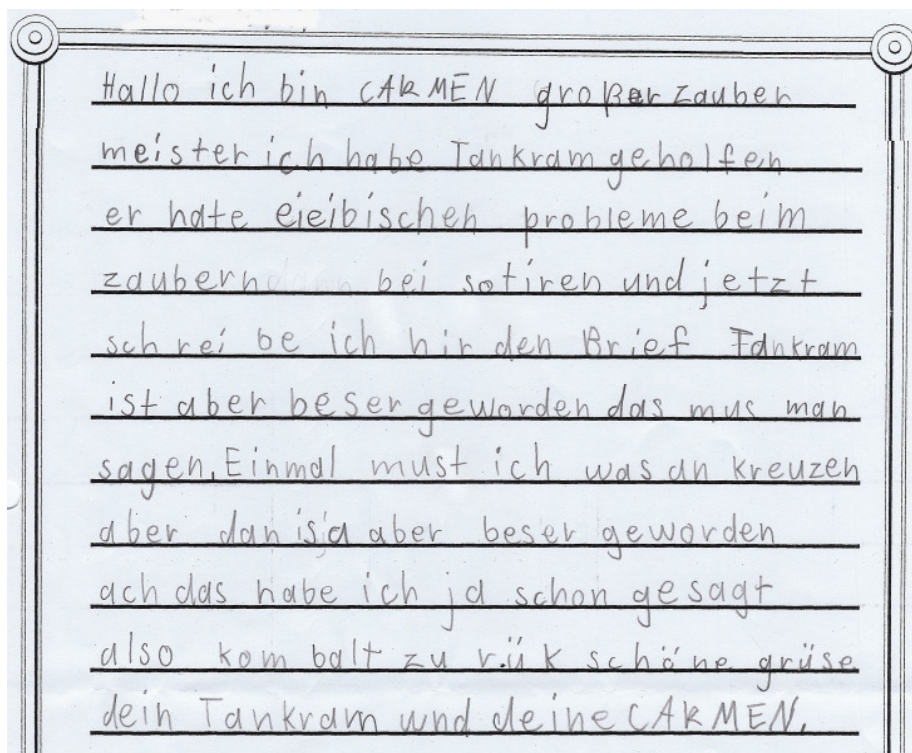 Hallo ich bin CARMEN großer zauber
meister ich habe Tankram geholfen
er hate eieibischen probleme beim
zaubern bei sotiren und jetzt
schrei be ich hir den Brief Tankram
ist aber beser geworden das mus man
sagen. Einmal must ich was an kreuzen
aber dan is'a aber beser geworden
ach das habe ich ja schon gesagt
also kom balt zu rük schöne grüse
dein Tankram und deine CARMEN.